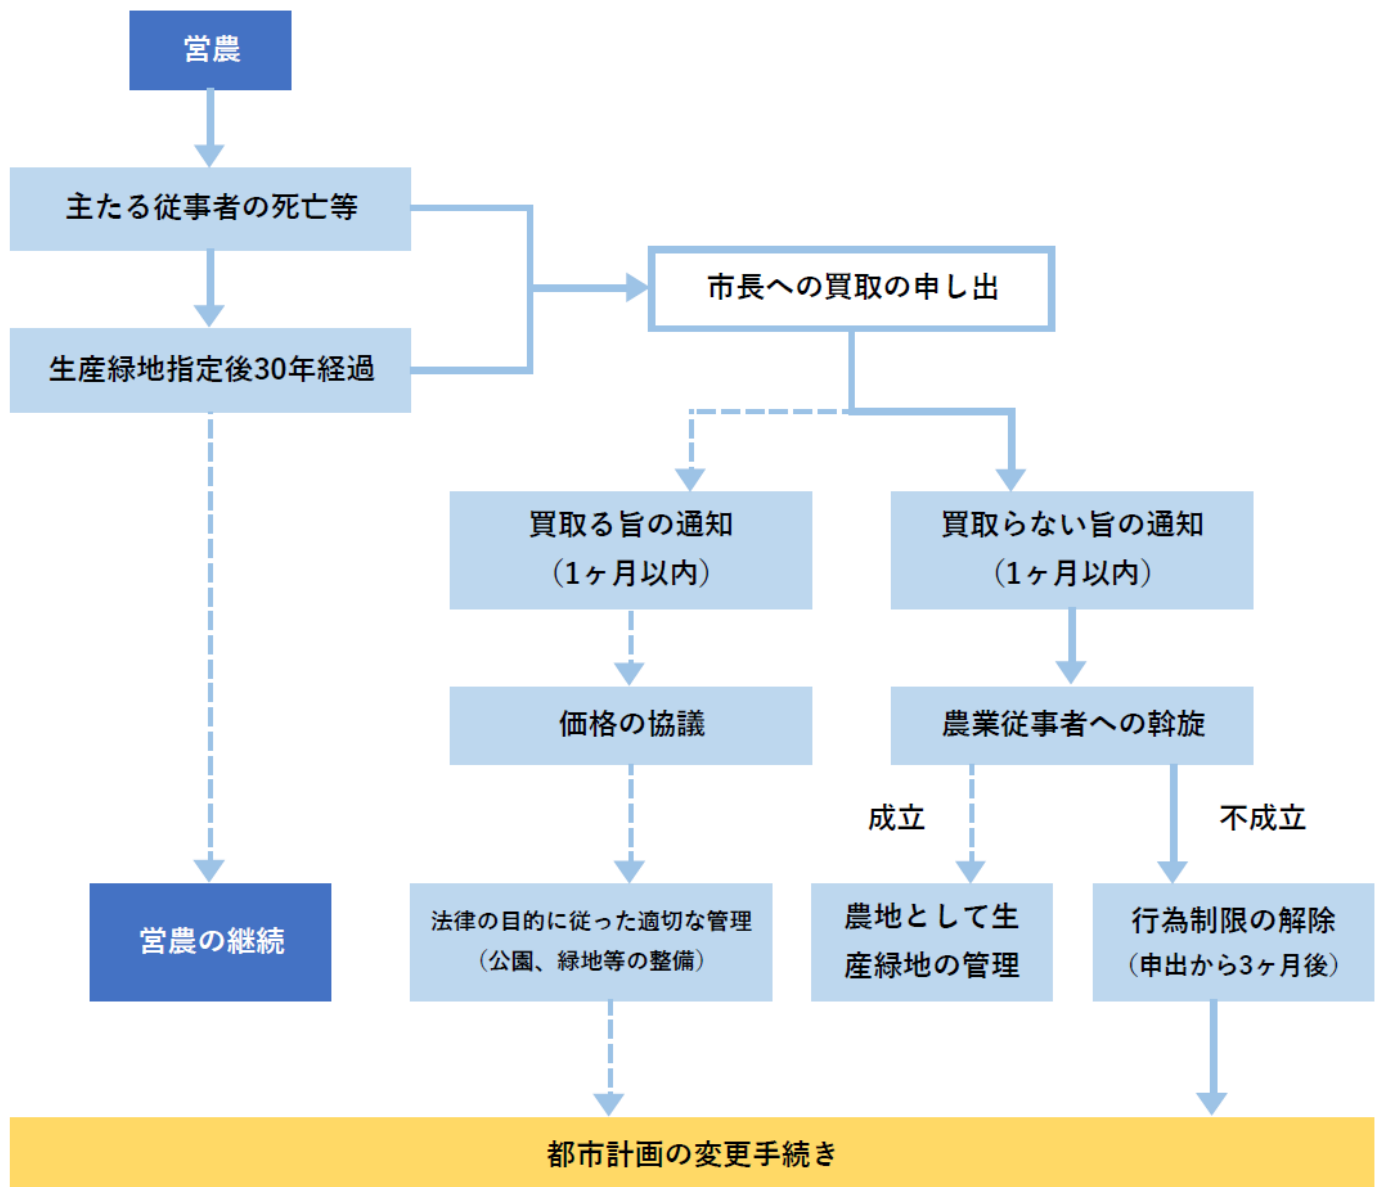 営農
主たる従事者の死亡等
市長への買取の申し出
生産緑地指定後30年経過
買取る旨の通知
（1ヶ月以内）
買取らない旨の通知
（1ヶ月以内）
価格の協議
農業従事者への斡旋
成立
不成立
営農の継続
法律の目的に従った適切な管理
（公園、緑地等の整備）
農地として生
産緑地の管理
行為制限の解除
（申出から3ヶ月後）
都市計画の変更手続き